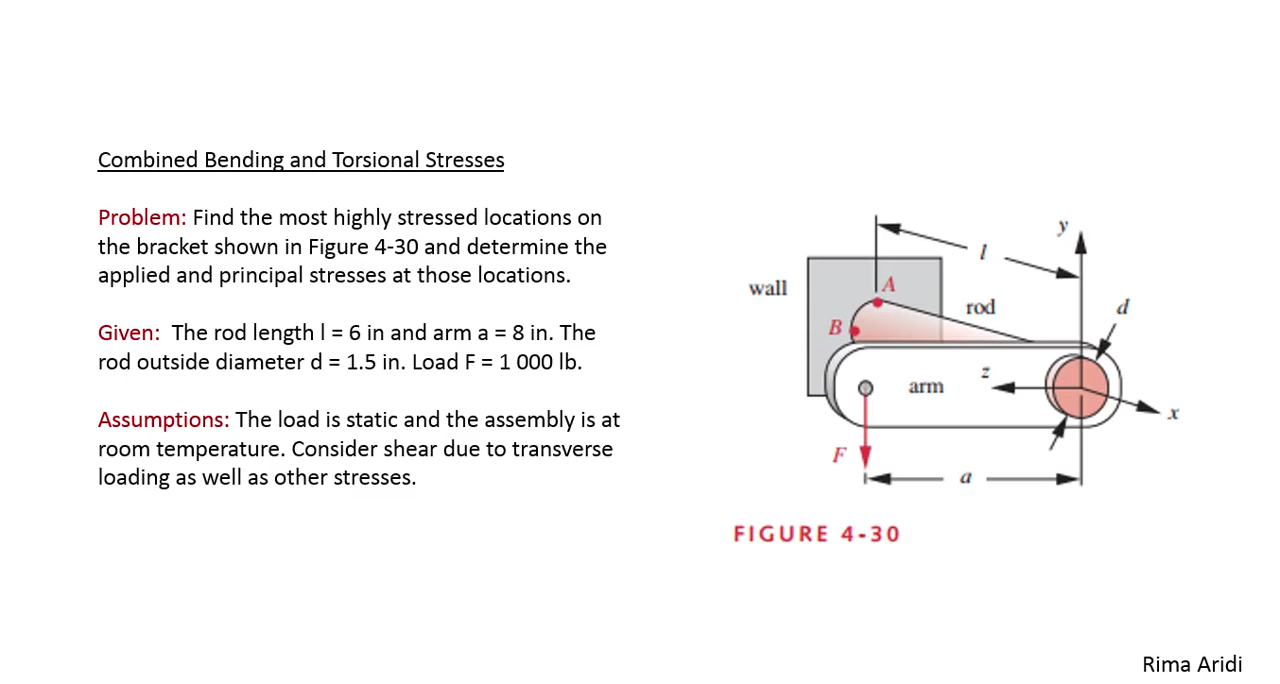 Combined Bending and Torsional Stresses
Problem: Find the most highly stressed locations on
the bracket shown in Figure 4-30 and determine the
applied and principal stresses at those locations.
Given:  The rod length l = 6 in and arm a = 8 in. The
rod outside diameter d = 1.5 in. Load F = 1 000 lb.
Assumptions: The load is static and the assembly is at
room temperature. Consider shear due to transverse
loading as well as other stresses.
y
l
wall
A
rod
d
B
z
arm
x
F
a
FIGURE 4-30
Rima Aridi